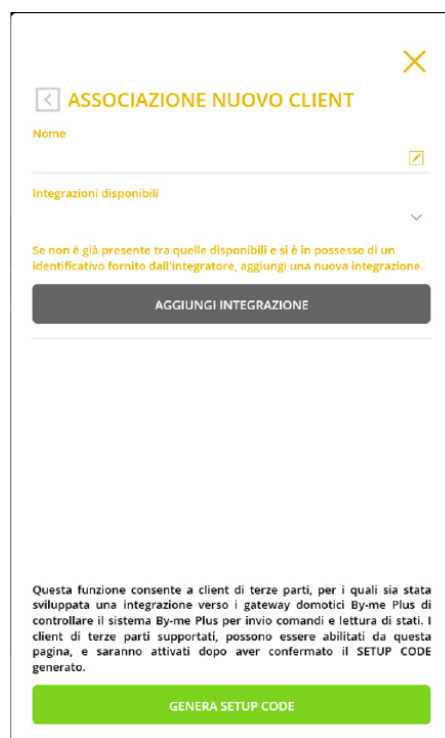 ASSOCIAZIONE NUOVO CLIENT
Nome
Integrazioni disponibili
Se non è già presente tra quelle disponibili e si è in possesso di un
identificativo fornito dall'integratore, aggiungi una nuova integrazione.
AGGIUNGI INTEGRAZIONE
Questa funzione consente a client di terze parti, per i quali sia stata
sviluppata una integrazione verso i gateway domotici By-me Plus di
controllare il sistema By-me Plus per invio comandi e lettura di stati. I
client di terze parti supportati, possono essere abilitati da questa
pagina, e saranno attivati dopo aver confermato il SETUP CODE
generato.
GENERA SETUP CODE